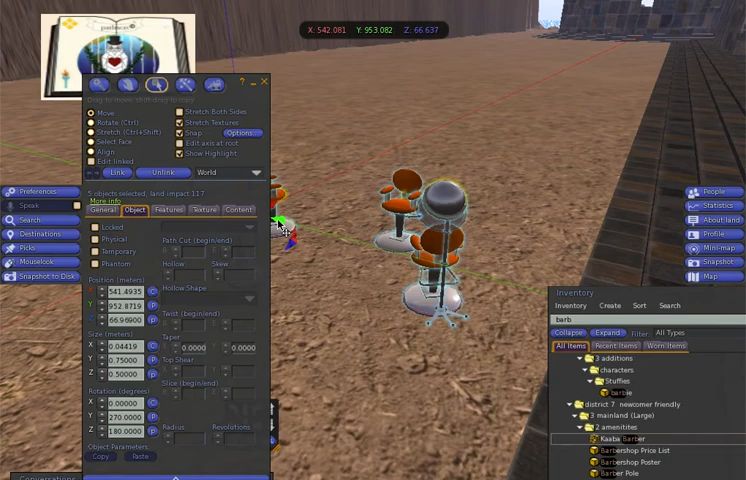 X: 542.081 Y: 953.082 Z: 66.637
Move
Rotate (Ctrl)
Stretch (Ctrl+Shift)
Select Face
Align
Edit linked
Stretch Both Sides
Stretch Textures
Snap
Options...
Edit axis at root
Show Highlight
Link
Unlink
World
5 objects selected, land impact 117
More info
General
Object
Features
Texture
Content
Locked
Physical
Temporary
Phantom
Position (meters)
X 541.4935
Y 952.8719
Z 66.96900
Size (meters)
X 0.04419
Y 0.75000
Z 0.50000
Rotation (degrees)
X 0.00000
Y 270.0000
Z 180.0000
Object Parameters:
Copy
Paste
Path Cut (begin/end)
Hollow
Skew
Hollow Shape
Twist (begin/end)
Taper
0.0000
0.0000
Top Shear
Slice (begin/end)
Radius
Revolutions
Preferences
Speak
Search
Destinations
Picks
Mouselook
Snapshot to Disk
Conversations
People
Statistics
About land
Profile
Mini-map
Snapshot
Map
Inventory
Inventory Create Sort Search
barb
Collapse
Expand
Filter: All Types
All Items
Recent Items
Worn Items
3 additions
characters
Stuffies
barbie
district 7 newcomer friendly
3 mainland (Large)
2 amenitites
Kaaba Barber
Barbershop Price List
Barbershop Poster
Barber Pole